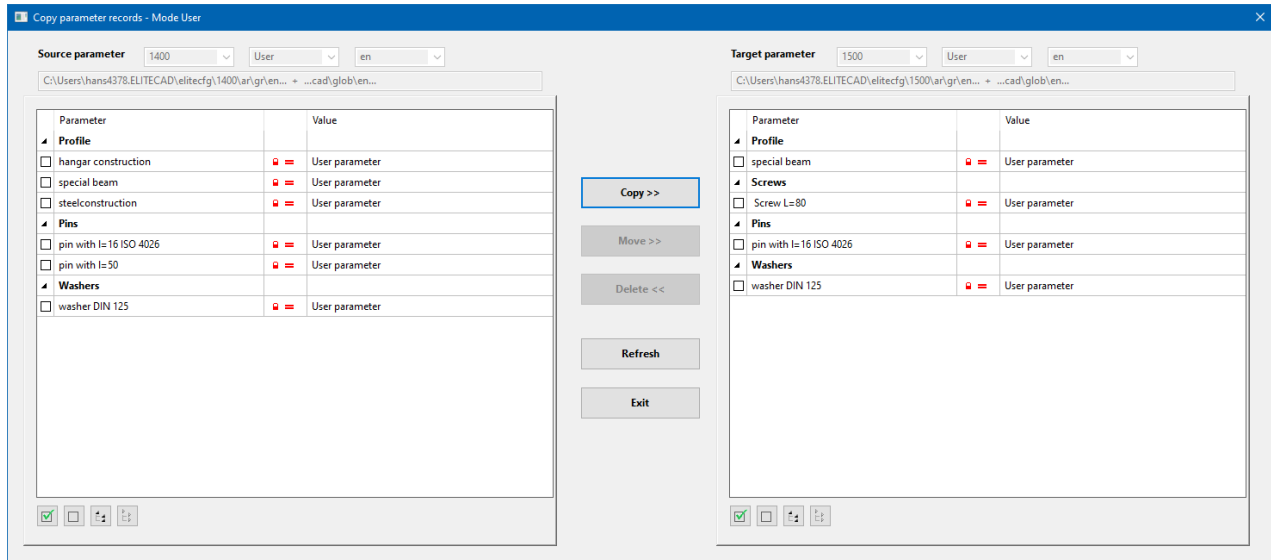 Copy parameter records - Mode User
Source parameter 1400 User en
C:\Users\hans4378.ELITECAD\elitecfg\1400\ar\gr\en... + ...cad\glob\en...
Parameter Value
Profile
hangar construction User parameter
special beam User parameter
steelconstruction User parameter
Pins
pin with l=16 ISO 4026 User parameter
pin with l=50 User parameter
Washers
washer DIN 125 User parameter
Copy >>
Move >>
Delete <<
Refresh
Exit
Target parameter 1500 User en
C:\Users\hans4378.ELITECAD\elitecfg\1500\ar\gr\en... + ...cad\glob\en...
Parameter Value
Profile
special beam User parameter
Screws
Screw L=80 User parameter
Pins
pin with l=16 ISO 4026 User parameter
Washers
washer DIN 125 User parameter